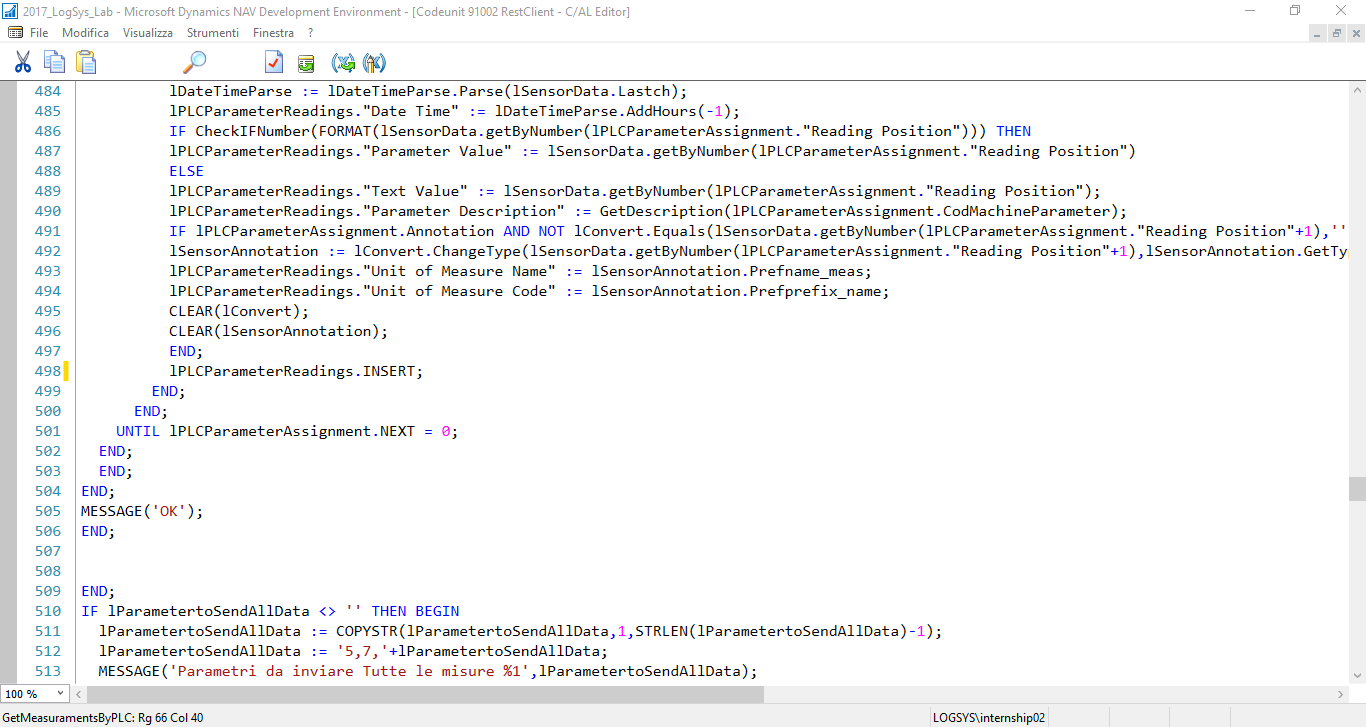 2017_LogSys_Lab - Microsoft Dynamics NAV Development Environment - [Codeunit 91002 RestClient - C/AL Editor]
File Modifica Visualizza Strumenti Finestra ?
484 lDateTimeParse := lDateTimeParse.Parse(lSensorData.Lastch);
485 lPLCParameterReadings."Date Time" := lDateTimeParse.AddHours(-1);
486 IF CheckIFNumber(FORMAT(lSensorData.getByNumber(lPLCParameterAssignment."Reading Position"))) THEN
487 lPLCParameterReadings."Parameter Value" := lSensorData.getByNumber(lPLCParameterAssignment."Reading Position")
488 ELSE
489 lPLCParameterReadings."Text Value" := lSensorData.getByNumber(lPLCParameterAssignment."Reading Position");
490 lPLCParameterReadings."Parameter Description" := GetDescription(lPLCParameterAssignment.CodMachineParameter);
491 IF lPLCParameterAssignment.Annotation AND NOT lConvert.Equals(lSensorData.getByNumber(lPLCParameterAssignment."Reading Position"+1),''
492 lSensorAnnotation := lConvert.ChangeType(lSensorData.getByNumber(lPLCParameterAssignment."Reading Position"+1),lSensorAnnotation.GetTy
493 lPLCParameterReadings."Unit of Measure Name" := lSensorAnnotation.Prefname_meas;
494 lPLCParameterReadings."Unit of Measure Code" := lSensorAnnotation.Prefprefix_name;
495 CLEAR(lConvert);
496 CLEAR(lSensorAnnotation);
497 END;
498 lPLCParameterReadings.INSERT;
499 END;
500 END;
501 UNTIL lPLCParameterAssignment.NEXT = 0;
502 END;
503 END;
504 END;
505 MESSAGE('OK');
506 END;
507
508
509 END;
510 IF lParametertoSendAllData <> '' THEN BEGIN
511 lParametertoSendAllData := COPYSTR(lParametertoSendAllData,1,STRLEN(lParametertoSendAllData)-1);
512 lParametertoSendAllData := '5,7,'+lParametertoSendAllData;
513 MESSAGE('Parametri da inviare Tutte le misure %1',lParametertoSendAllData);
100 %
GetMeasuramentsByPLC: Rg 66 Col 40 LOGSYS\internship02